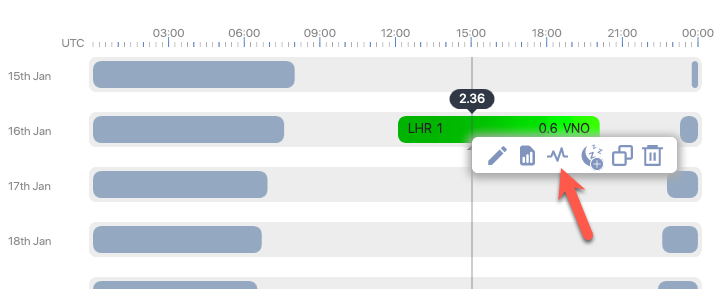 03:00 06:00 09:00 12:00 15:00 18:00 21:00 00:00
UTC
15th Jan
2.36
16th Jan LHR 1 0.6 VNO
17th Jan
18th Jan